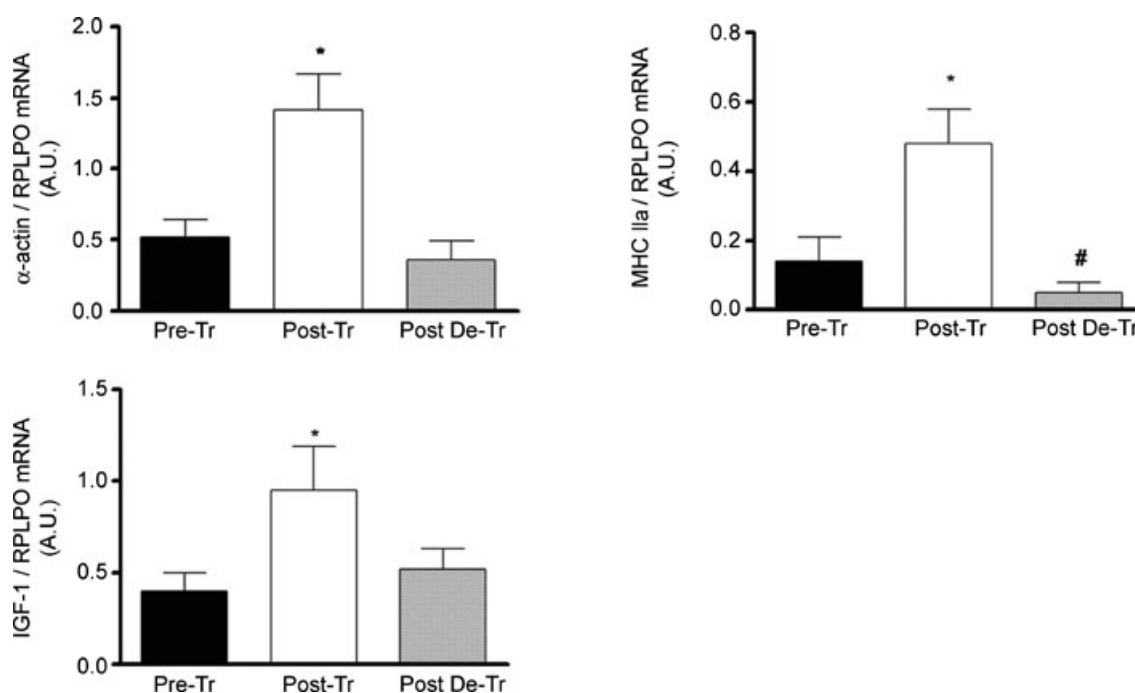 α-actin / RPLPO mRNA
(A.U.)
2.0
1.5
1.0
0.5
0.0
*
Pre-Tr
Post-Tr
Post De-Tr
MHC IIa / RPLPO mRNA
(A.U.)
0.8
0.6
0.4
0.2
0.0
*
#
Pre-Tr
Post-Tr
Post De-Tr
IGF-1 / RPLPO mRNA
(A.U.)
1.5
1.0
0.5
0.0
*
Pre-Tr
Post-Tr
Post De-Tr